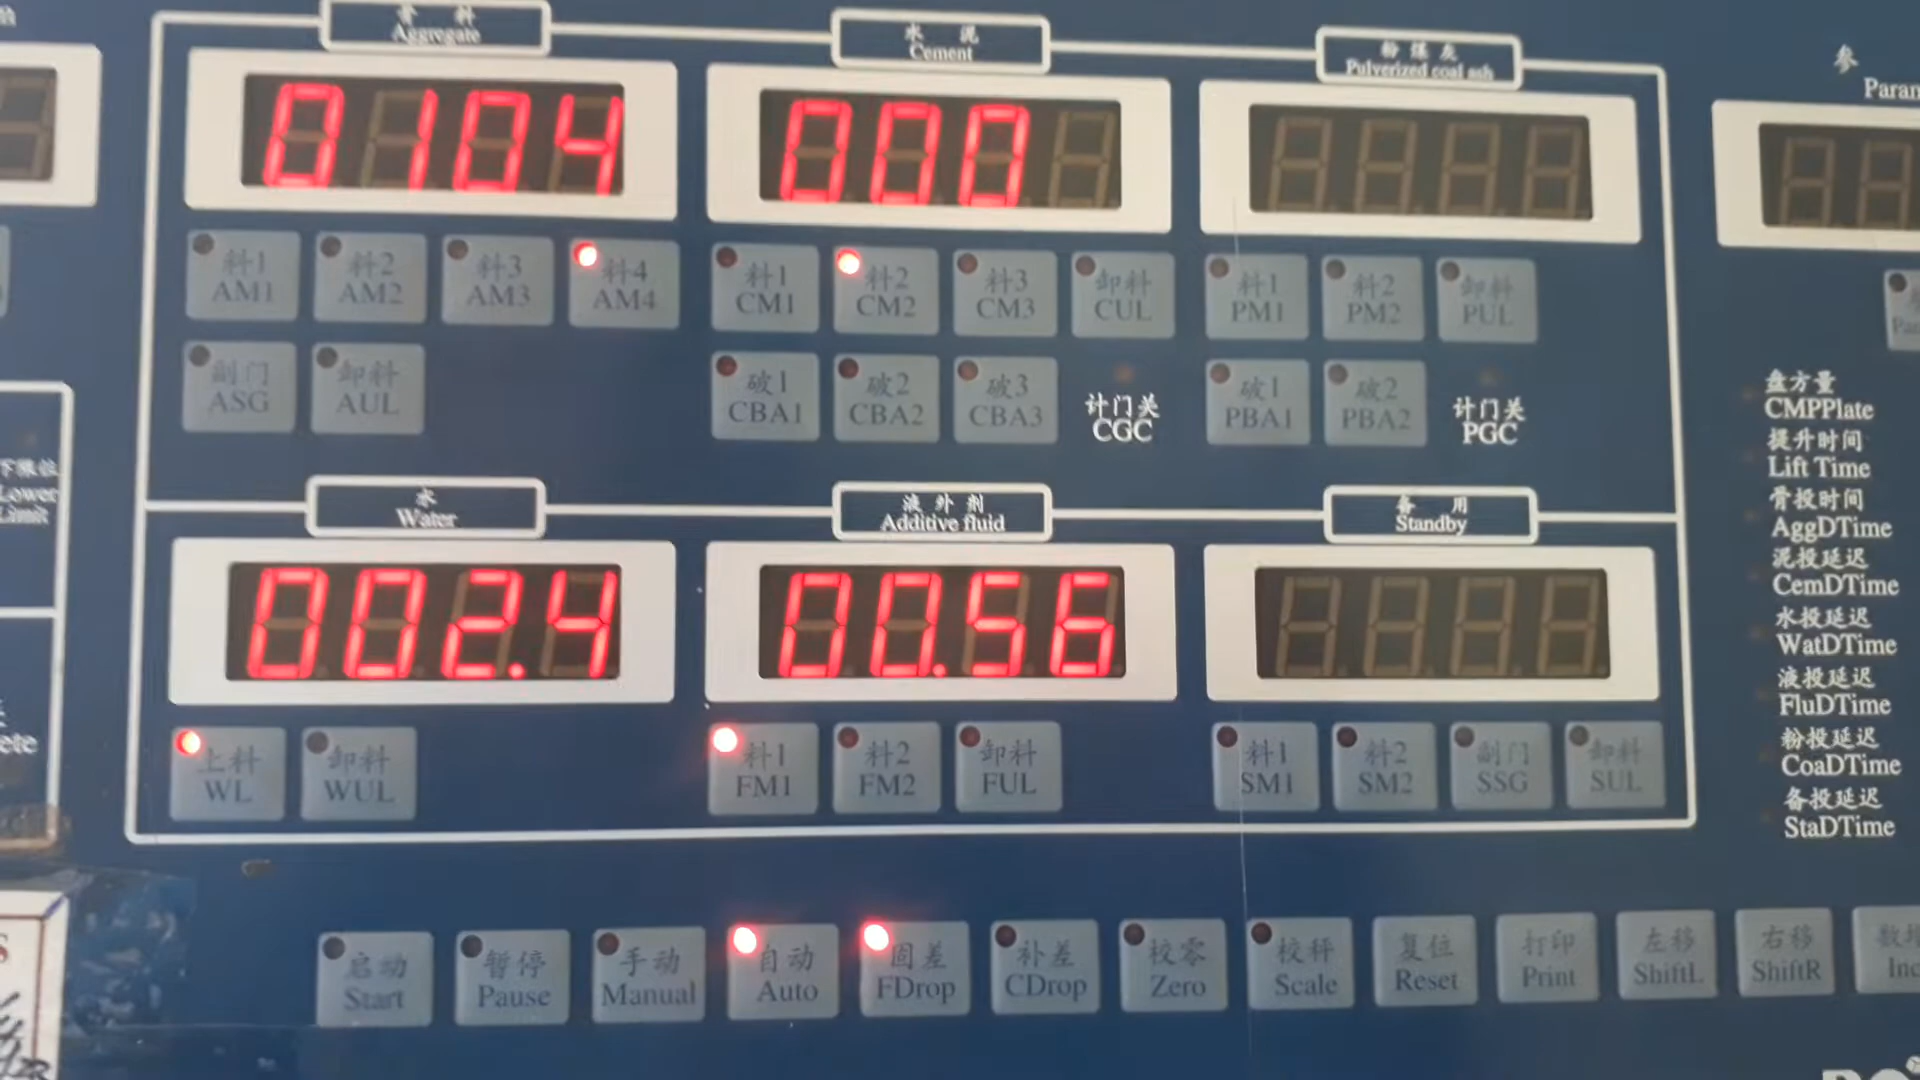 骨 料
Aggregate
水 泥
Cement
粉 煤 灰
Pulverized coal ash
参
Param
0104
000
料1
AM1
料2
AM2
料3
AM3
料4
AM4
料1
CM1
料2
CM2
料3
CM3
卸料
CUL
料1
PM1
料2
PM2
卸料
PUL
副门
ASG
卸料
AUL
破1
CBA1
破2
CBA2
破3
CBA3
计门关
CGC
破1
PBA1
破2
PBA2
计门关
PGC
盘方量
CMPPlate
提升时间
Lift Time
骨投时间
AggDTime
泥投延迟
CemDTime
水投延迟
WatDTime
液投延迟
FluDTime
粉投延迟
CoaDTime
备投延迟
StaDTime
下限位
Lower
Limit
水
Water
液 外 剂
Additive fluid
备 用
Standby
002.4
00.56
上料
WL
卸料
WUL
料1
FM1
料2
FM2
卸料
FUL
料1
SM1
料2
SM2
副门
SSG
卸料
SUL
启动
Start
暂停
Pause
手动
Manual
自动
Auto
固差
FDrop
补差
CDrop
校零
Zero
校秤
Scale
复位
Reset
打印
Print
左移
ShiftL
右移
ShiftR
Inc